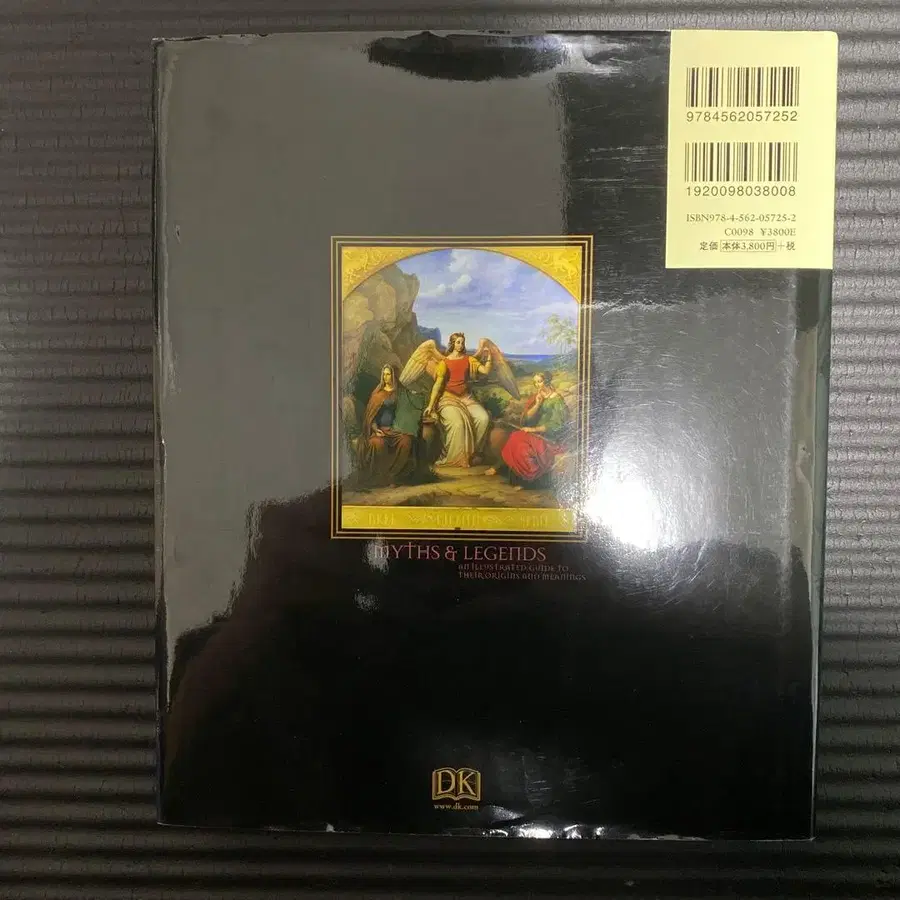 9784562057252
1920098038008
ISBN978-4-562-05725-2
C0098 ¥3800E
定価 本体3,800円 +税
MYTHS & LEGENDS
AN ILLUSTRATED GUIDE TO
THEIR ORIGINS AND MEANINGS
DK
www.dk.com